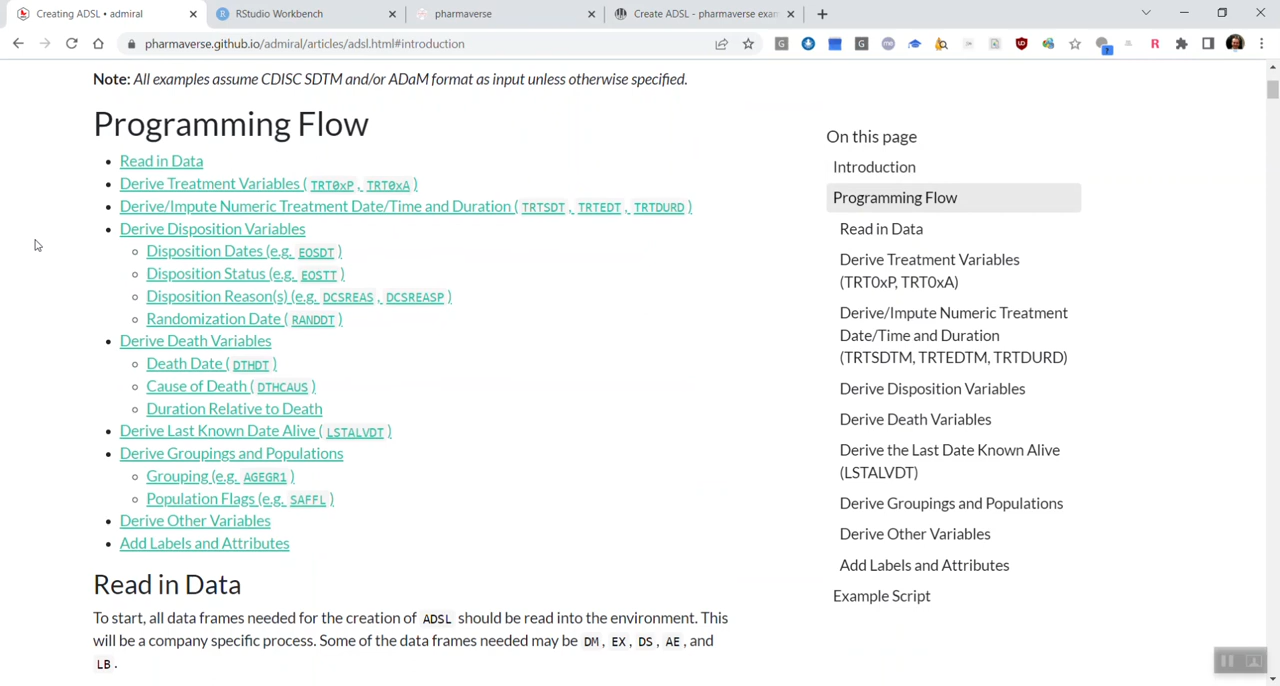 Creating ADSL • admiral
RStudio Workbench
pharmaverse
Create ADSL - pharmaverse exam
pharmaverse.github.io/admiral/articles/adsl.html#introduction
Note: All examples assume CDISC SDTM and/or ADaM format as input unless otherwise specified.
Programming Flow
• Read in Data
• Derive Treatment Variables ( TRT0xP , TRT0xA )
• Derive/Impute Numeric Treatment Date/Time and Duration ( TRTSDT , TRTEDT , TRTDURD )
• Derive Disposition Variables
◦ Disposition Dates (e.g. EOSDT )
◦ Disposition Status (e.g. EOSTT )
◦ Disposition Reason(s) (e.g. DCSREAS , DCSREASP )
◦ Randomization Date ( RANDDT )
• Derive Death Variables
◦ Death Date ( DTHDT )
◦ Cause of Death ( DTHCAUS )
◦ Duration Relative to Death
• Derive Last Known Date Alive ( LSTALVDT )
• Derive Groupings and Populations
◦ Grouping (e.g. AGEGR1 )
◦ Population Flags (e.g. SAFFL )
• Derive Other Variables
• Add Labels and Attributes
Read in Data
To start, all data frames needed for the creation of ADSL should be read into the environment. This
will be a company specific process. Some of the data frames needed may be DM , EX , DS , AE , and
LB .
On this page
Introduction
Programming Flow
Read in Data
Derive Treatment Variables
(TRT0xP, TRT0xA)
Derive/Impute Numeric Treatment
Date/Time and Duration
(TRTSDTM, TRTEDTM, TRTDURD)
Derive Disposition Variables
Derive Death Variables
Derive the Last Date Known Alive
(LSTALVDT)
Derive Groupings and Populations
Derive Other Variables
Add Labels and Attributes
Example Script